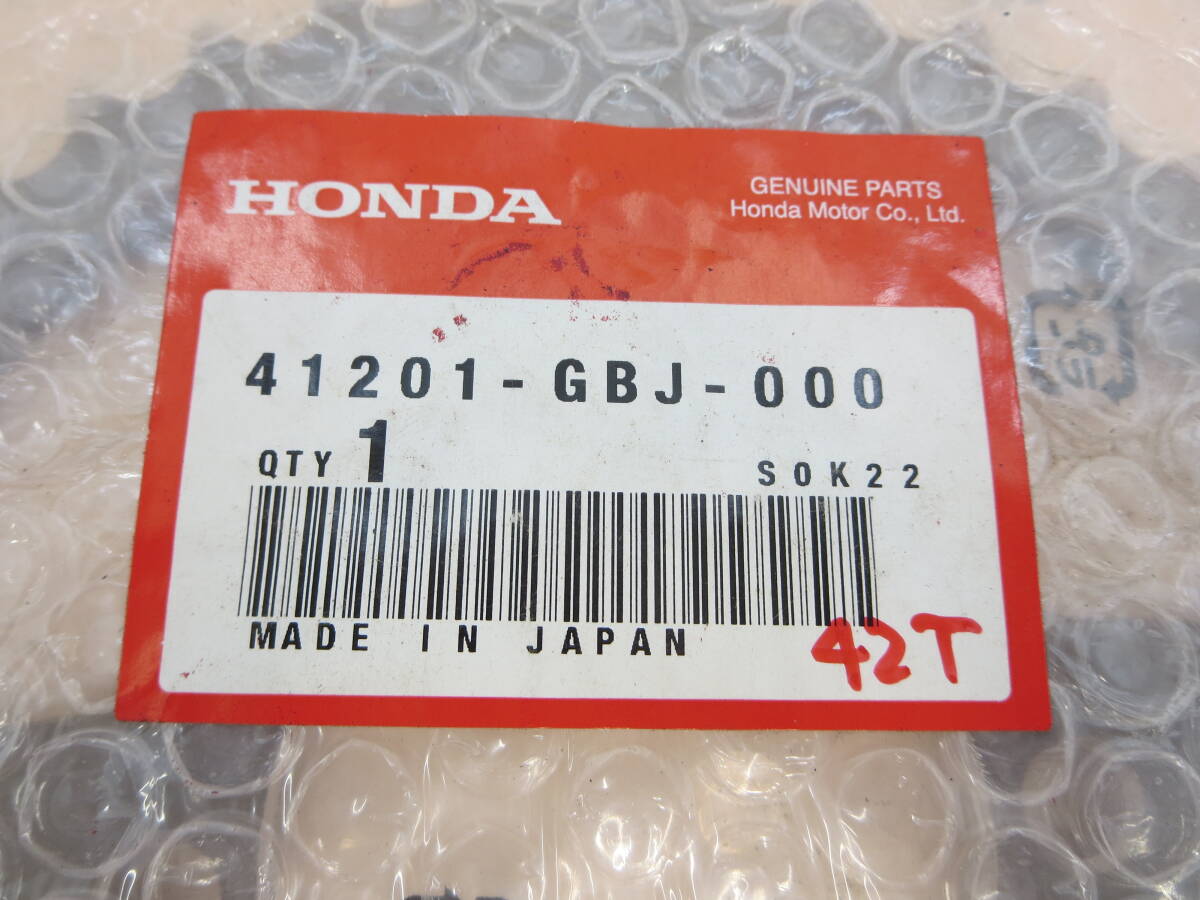 HONDA
GENUINE PARTS
Honda Motor Co., Ltd.
41201-GBJ-000
QTY 1
S0K22
MADE IN JAPAN
42T